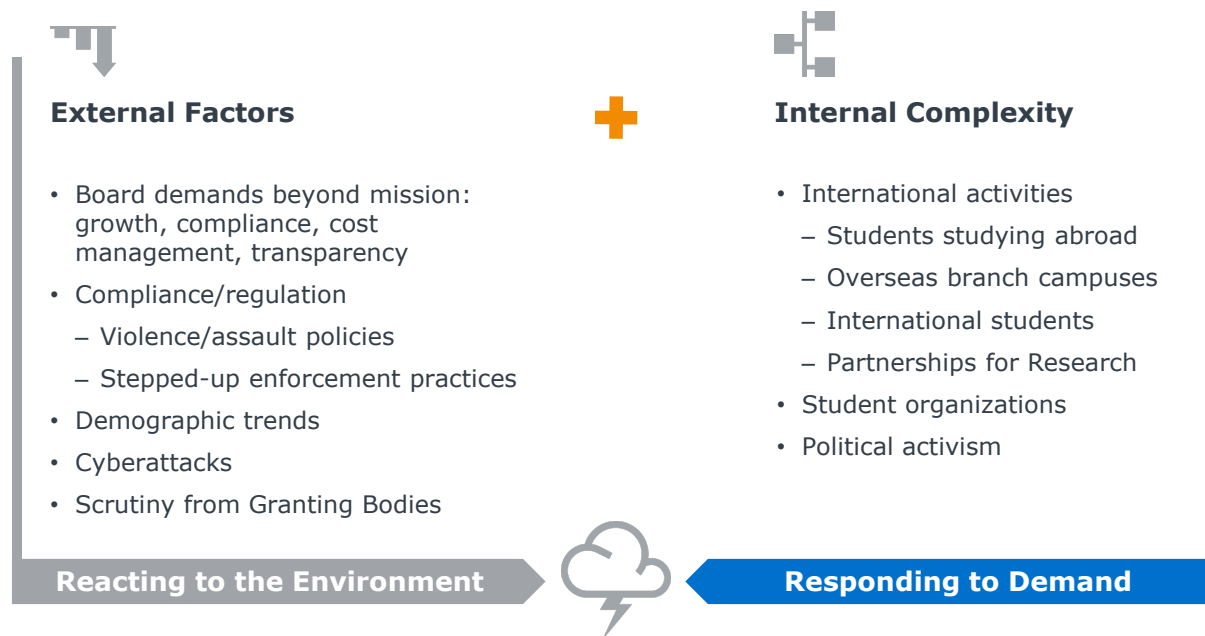 External Factors
• Board demands beyond mission:
growth, compliance, cost
management, transparency
• Compliance/regulation
– Violence/assault policies
– Stepped-up enforcement practices
• Demographic trends
• Cyberattacks
• Scrutiny from Granting Bodies
Reacting to the Environment
Internal Complexity
• International activities
– Students studying abroad
– Overseas branch campuses
– International students
– Partnerships for Research
• Student organizations
• Political activism
Responding to Demand